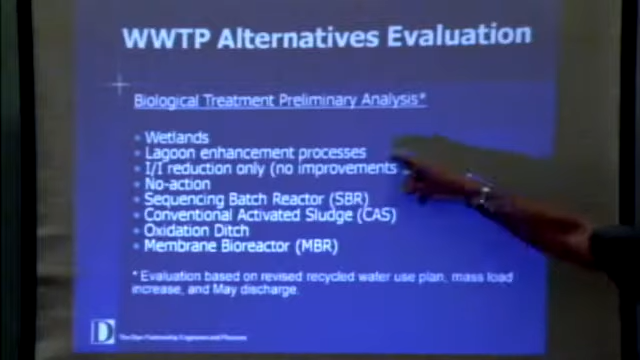 WWTP Alternatives Evaluation
Biological Treatment Preliminary Analysis*
• Wetlands
• Lagoon enhancement processes
• I/I reduction only (no improvements
• No-action
• Sequencing Batch Reactor (SBR)
• Conventional Activated Sludge (CAS)
• Oxidation Ditch
• Membrane Bioreactor (MBR)
* Evaluation based on revised recycled water use plan, mass load
increase, and May discharge.
D